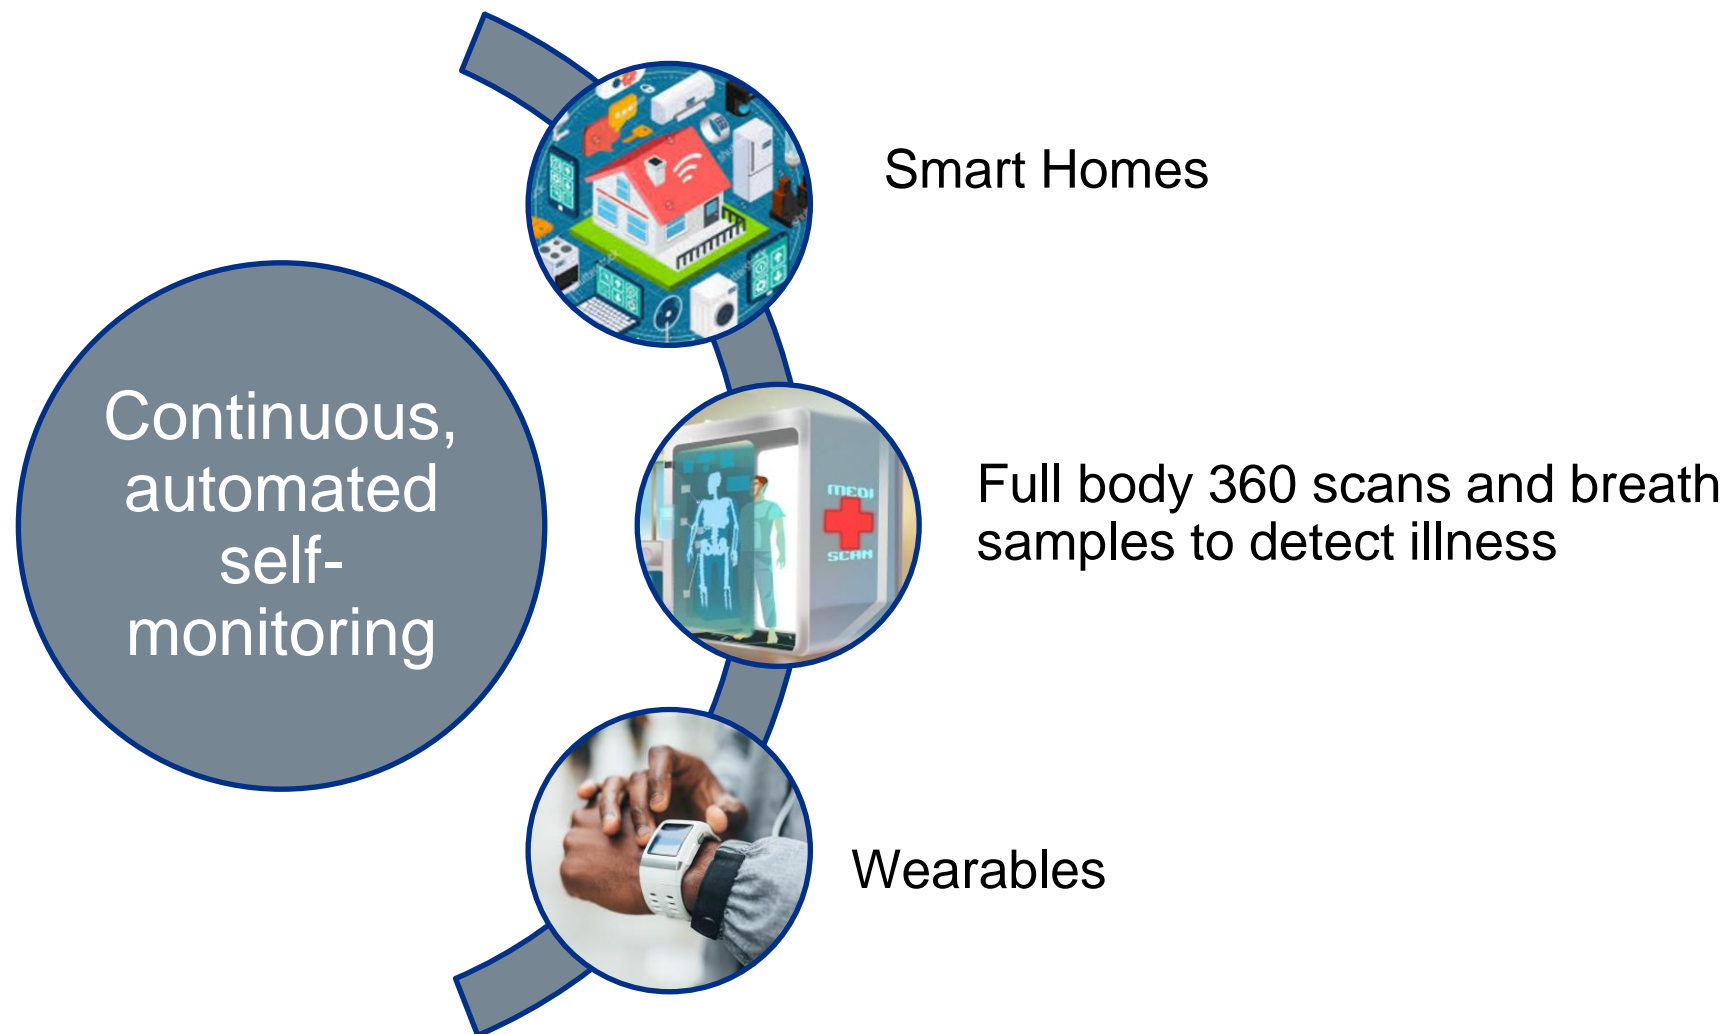 Smart Homes
Continuous,
automated
self-
monitoring
MEDI
SCAN
Full body 360 scans and breath
samples to detect illness
Wearables